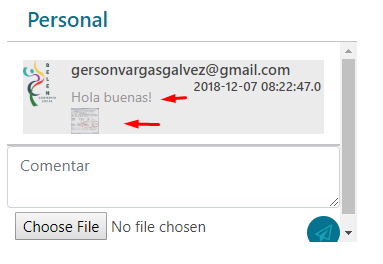 Personal
gersonvargasgalvez@gmail.com
2018-12-07 08:22:47.0
Hola buenas!
BELEN
Comentar
Choose File No file chosen